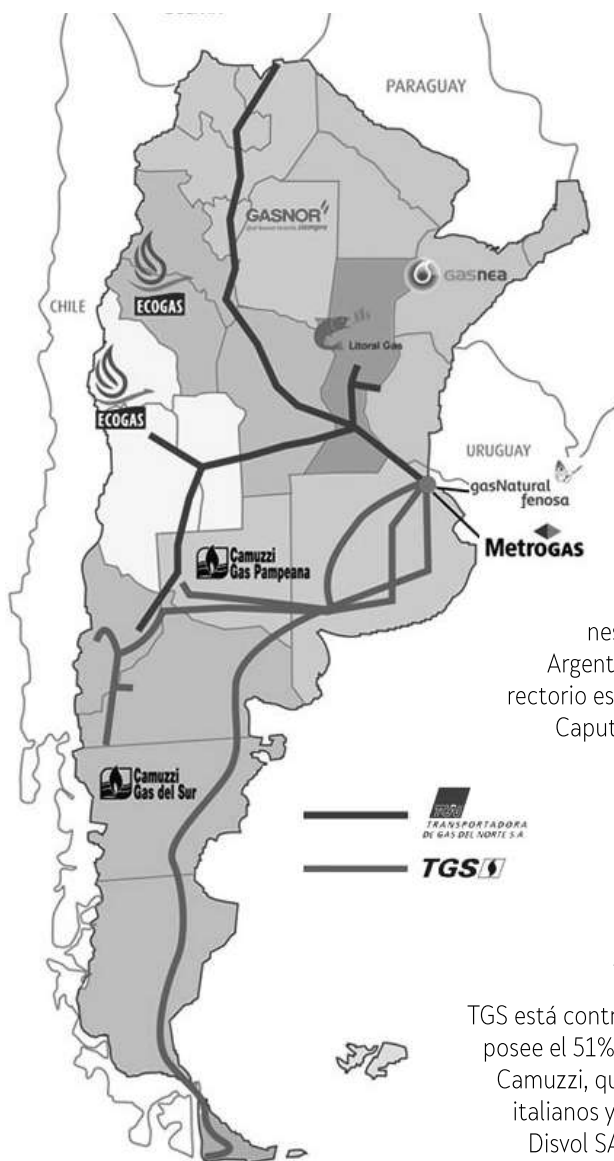 PARAGUAY
GASNOR
GASNEA
CHILE
ECOGAS
Litoral Gas
ECOGAS
URUGUAY
gasNatural
fenosa
MetroGAS
Camuzzi
Gas Pampeana
nes
Argent
rectorio es
Caput
Camuzzi
Gas del Sur
TRANSPORTADORA
DE GAS DEL NORTE S.A.
TGS
TGS está contr
posee el 51%
Camuzzi, qu
italianos y
Disvol SA